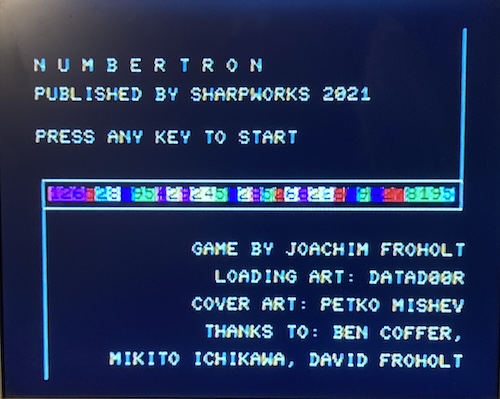 N U M B E R T R O N
PUBLISHED BY SHARPWORKS 2021
PRESS ANY KEY TO START
GAME BY JOACHIM FROHOLT
LOADING ART: DATAD00R
COVER ART: PETKO MISHEV
THANKS TO: BEN COFFER,
MIKITO ICHIKAWA, DAVID FROHOLT